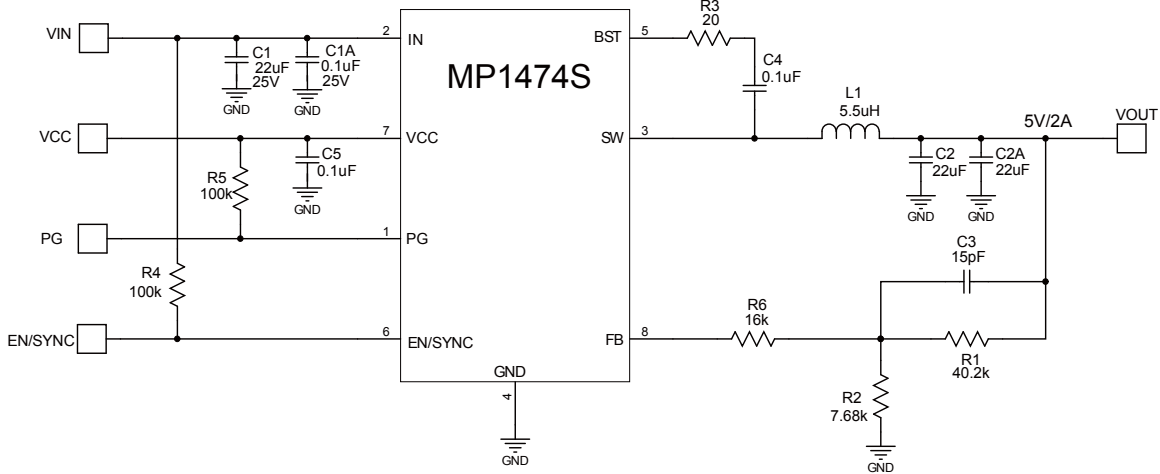 R3
20
VIN
2
IN
BST
5
C1
22uF
25V
C1A
0.1uF
25V
MP1474S
C4
0.1uF
GND
GND
L1
5.5uH
5V/2A
VOUT
VCC
7
VCC
SW
3
C5
0.1uF
C2
22uF
C2A
22uF
R5
100k
GND
GND
GND
PG
1
PG
C3
15pF
R4
100k
R6
16k
EN/SYNC
6
EN/SYNC
FB
8
R1
40.2k
GND
4
R2
7.68k
GND
GND